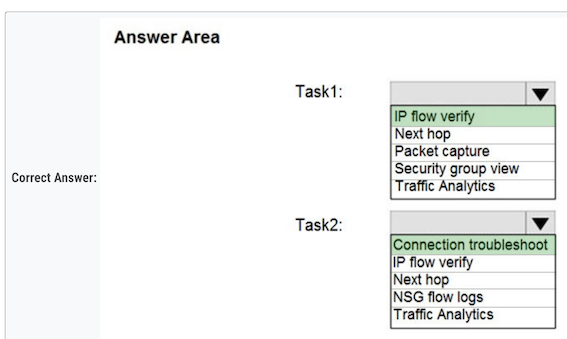 Answer Area
Task1:
IP flow verify
Next hop
Packet capture
Security group view
Traffic Analytics
Correct Answer:
Task2:
Connection troubleshoot
IP flow verify
Next hop
NSG flow logs
Traffic Analytics